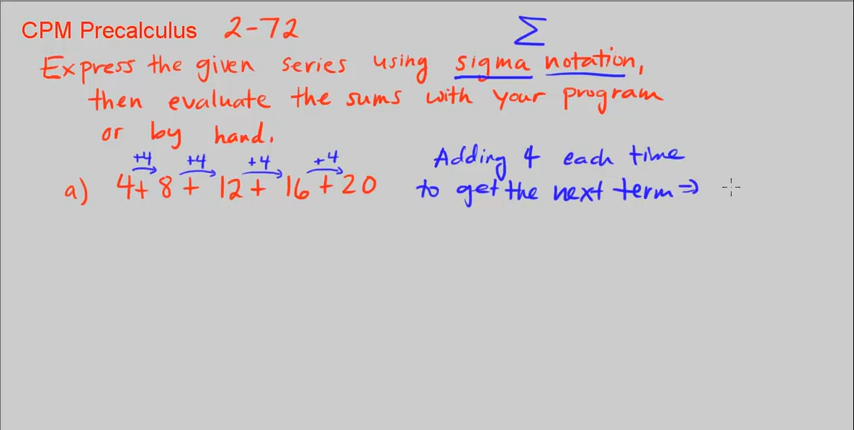 CPM Precalculus 2-72
Σ
Express the given series using sigma notation,
then evaluate the sums with your program
or by hand.
+4 +4 +4 +4
a) 4+ 8 + 12 + 16 + 20
Adding 4 each time
to get the next term ⇒